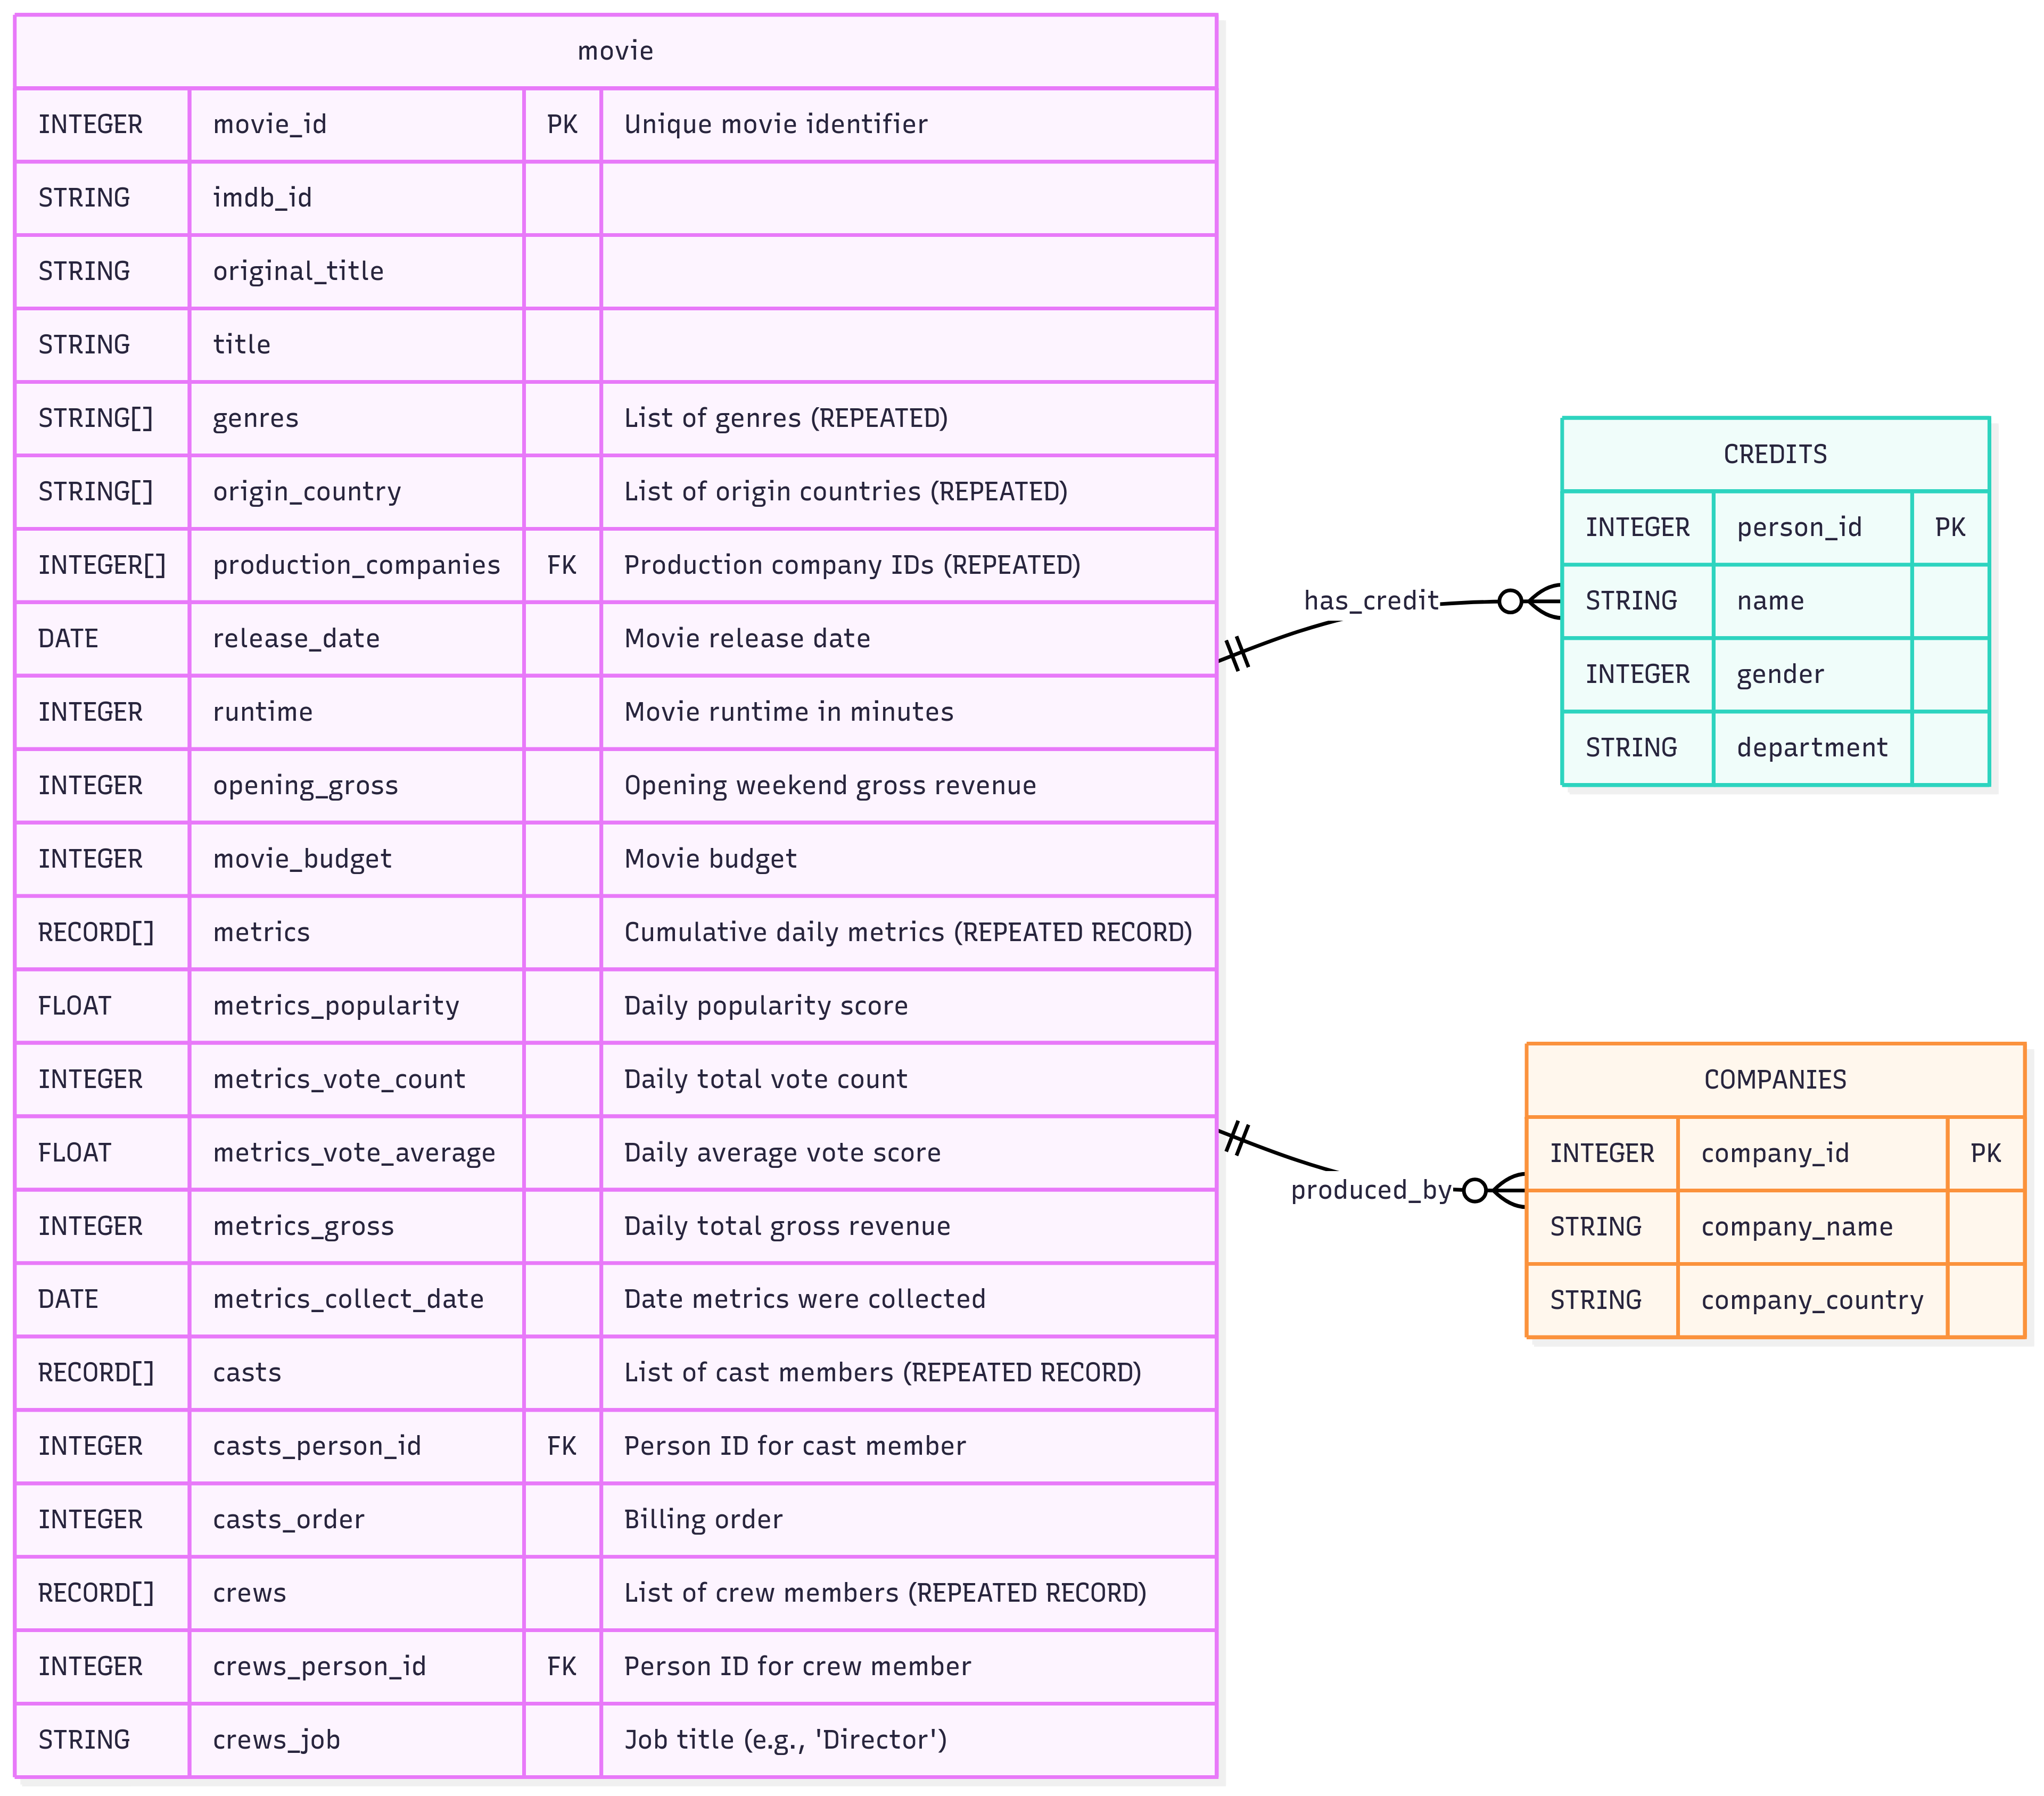 movie
INTEGER movie_id PK Unique movie identifier
STRING imdb_id
STRING original_title
STRING title
STRING[] genres List of genres (REPEATED)
STRING[] origin_country List of origin countries (REPEATED)
INTEGER[] production_companies FK Production company IDs (REPEATED)
DATE release_date Movie release date
INTEGER runtime Movie runtime in minutes
INTEGER opening_gross Opening weekend gross revenue
INTEGER movie_budget Movie budget
RECORD[] metrics Cumulative daily metrics (REPEATED RECORD)
FLOAT metrics_popularity Daily popularity score
INTEGER metrics_vote_count Daily total vote count
FLOAT metrics_vote_average Daily average vote score
INTEGER metrics_gross Daily total gross revenue
DATE metrics_collect_date Date metrics were collected
RECORD[] casts List of cast members (REPEATED RECORD)
INTEGER casts_person_id FK Person ID for cast member
INTEGER casts_order Billing order
RECORD[] crews List of crew members (REPEATED RECORD)
INTEGER crews_person_id FK Person ID for crew member
STRING crews_job Job title (e.g., 'Director')
has_credit
CREDITS
INTEGER person_id PK
STRING name
INTEGER gender
STRING department
produced_by
COMPANIES
INTEGER company_id PK
STRING company_name
STRING company_country